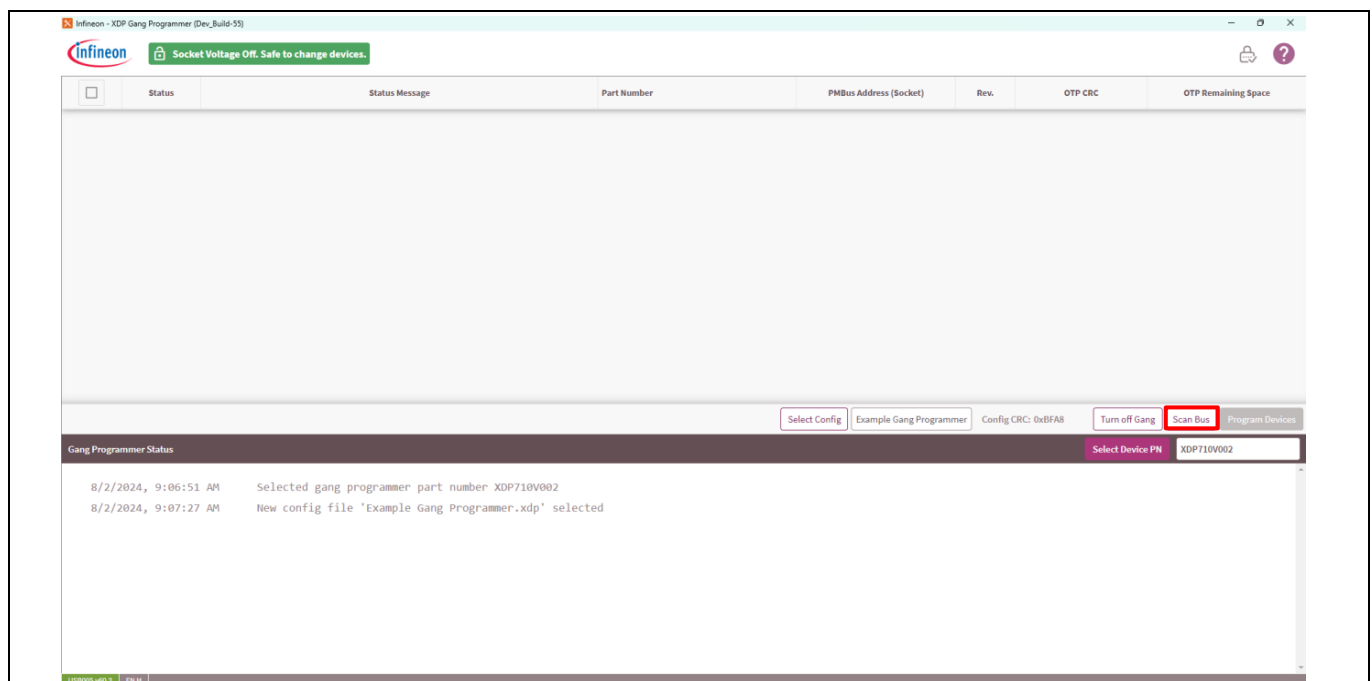 Infineon - XDP Gang Programmer (Dev_Build-55)
infineon
Socket Voltage Off. Safe to change devices.
Status Status Message Part Number PMBus Address (Socket) Rev. OTP CRC OTP Remaining Space
Select Config Example Gang Programmer Config CRC: 0xBFA8 Turn off Gang Scan Bus Program Devices
Gang Programmer Status Select Device PN XDP710V002
8/2/2024, 9:06:51 AM Selected gang programmer part number XDP710V002
8/2/2024, 9:07:27 AM New config file 'Example Gang Programmer.xdp' selected